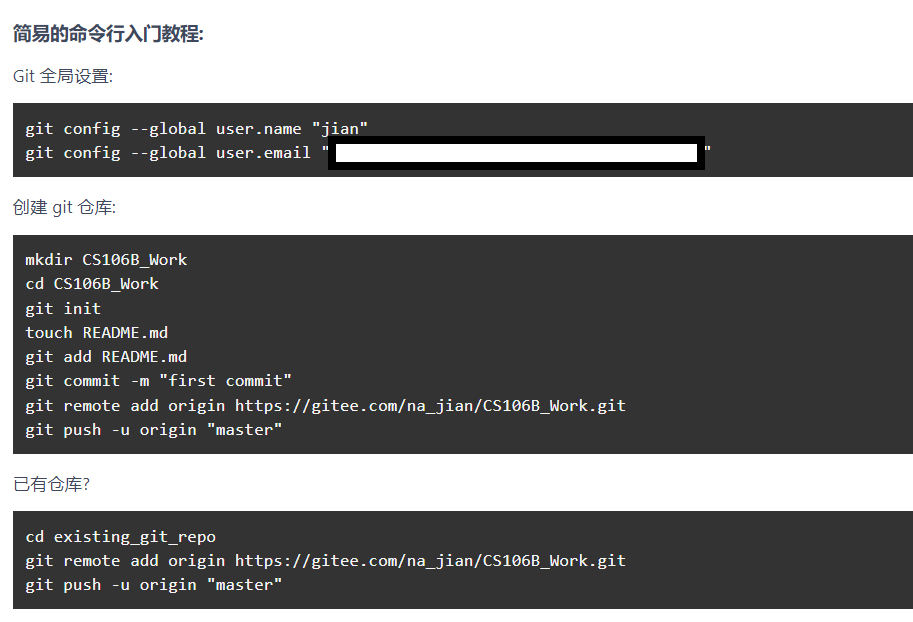 简易的命令行入门教程:
Git 全局设置:
git config --global user.name "jian"
git config --global user.email "                                      "
创建 git 仓库:
mkdir CS106B_Work
cd CS106B_Work
git init
touch README.md
git add README.md
git commit -m "first commit"
git remote add origin https://gitee.com/na_jian/CS106B_Work.git
git push -u origin "master"
已有仓库?
cd existing_git_repo
git remote add origin https://gitee.com/na_jian/CS106B_Work.git
git push -u origin "master"